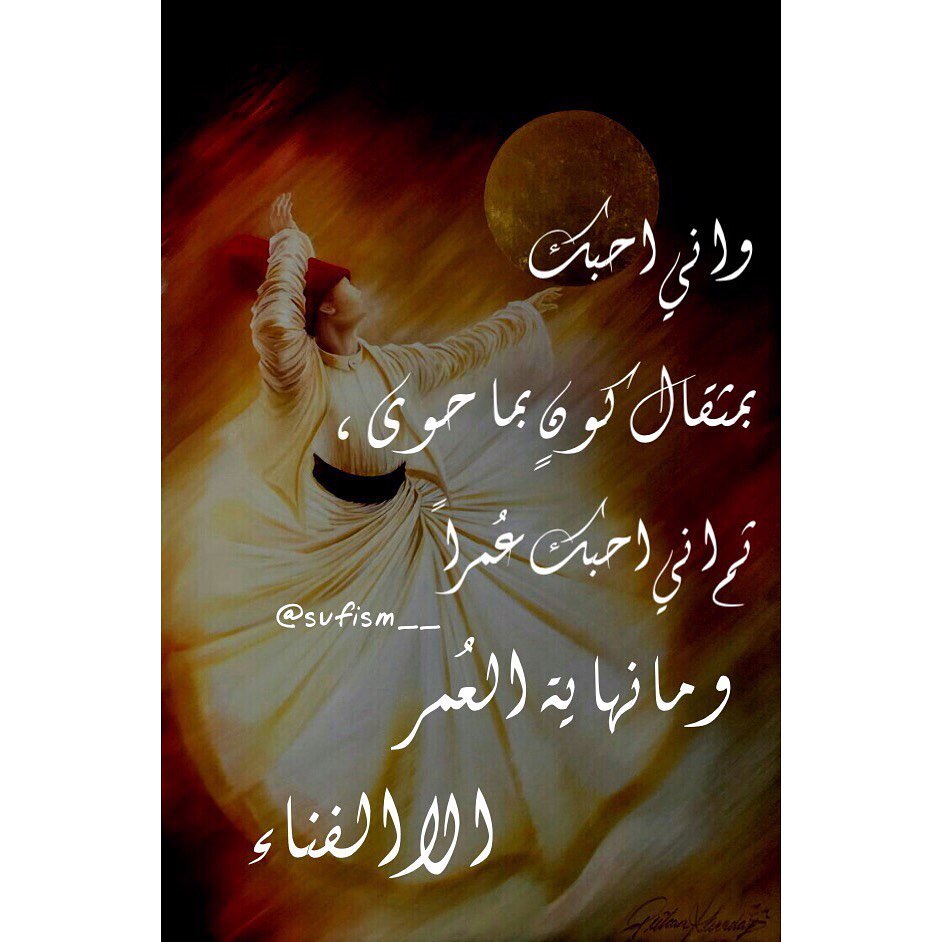 واني احبك
بمثقال كونٍ بما حوى ،
ثم اني احبك عُمراً
@sufism__
وما نهاية العُمر
الا الفناء